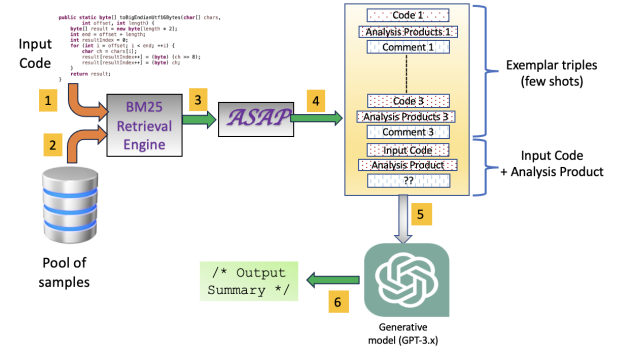 public static byte[] toBigEndianUtf16Bytes(char[] chars,
int offset, int length) {
byte[] result = new byte[length * 2];
int end = offset + length;
int resultIndex = 0;
for (int i = offset; i < end; ++i) {
char ch = chars[i];
result[resultIndex++] = (byte) (ch >> 8);
result[resultIndex++] = (byte) ch;
}
return result;
}
Input
Code
1
2
BM25
Retrieval
Engine
3
ASAP
4
Pool of
samples
Code 1
Analysis Products 1
Comment 1
Code 3
Analysis Products 3
Comment 3
Input Code
Analysis Product
??
Exemplar triples
(few shots)
Input Code
+ Analysis Product
5
/* Output
Summary */
6
Generative
model (GPT-3.x)